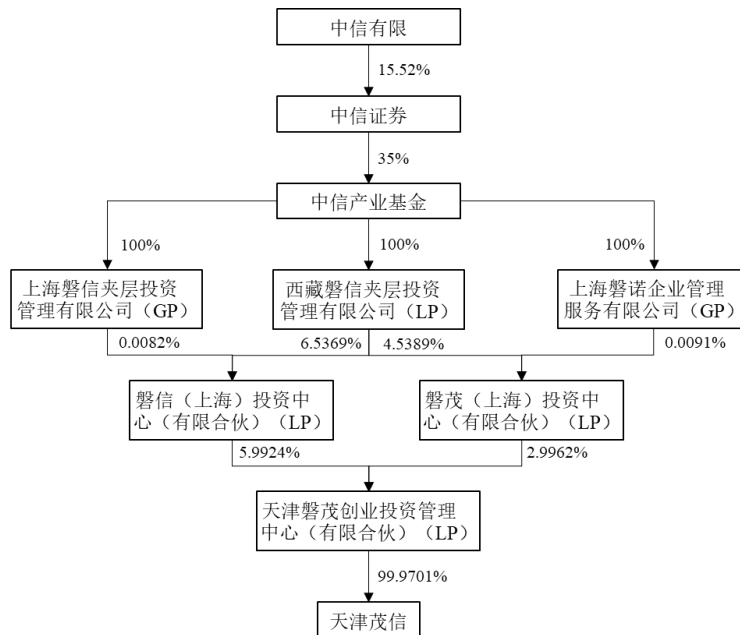 中信有限
15.52%
中信证券
35%
中信产业基金
100%
100%
100%
上海磐信夹层投资
管理有限公司（GP）
西藏磐信夹层投资
管理有限公司（LP）
上海磐诺企业管理
服务有限公司（GP）
0.0082%
6.5369%
4.5389%
0.0091%
磐信（上海）投资中
心（有限合伙）（LP）
磐茂（上海）投资中
心（有限合伙）（LP）
5.9924%
2.9962%
天津磐茂创业投资管理
中心（有限合伙）（LP）
99.9701%
天津茂信